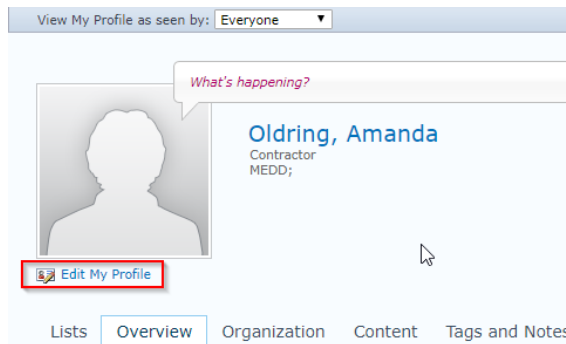 View My Profile as seen by: Everyone
What's happening?
Oldring, Amanda
Contractor
MEDD;
Edit My Profile
Lists Overview Organization Content Tags and Notes